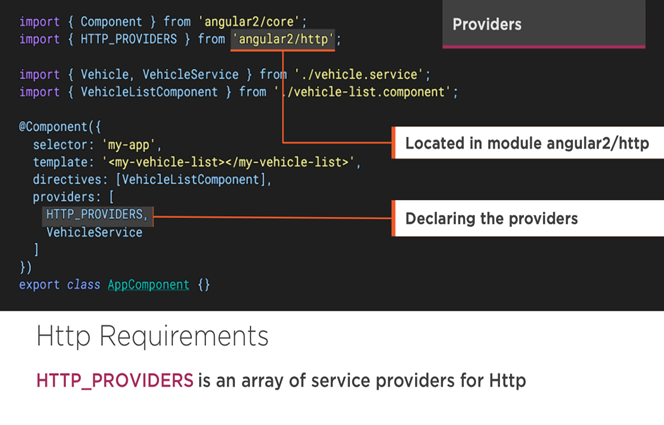 import { Component } from 'angular2/core';
import { HTTP_PROVIDERS } from 'angular2/http';
import { Vehicle, VehicleService } from './vehicle.service';
import { VehicleListComponent } from './vehicle-list.component';
@Component({
selector: 'my-app',
template: '<my-vehicle-list></my-vehicle-list>',
directives: [VehicleListComponent],
providers: [
HTTP_PROVIDERS,
VehicleService
]
})
export class AppComponent {}
Providers
Located in module angular2/http
Declaring the providers
Http Requirements
HTTP_PROVIDERS is an array of service providers for Http